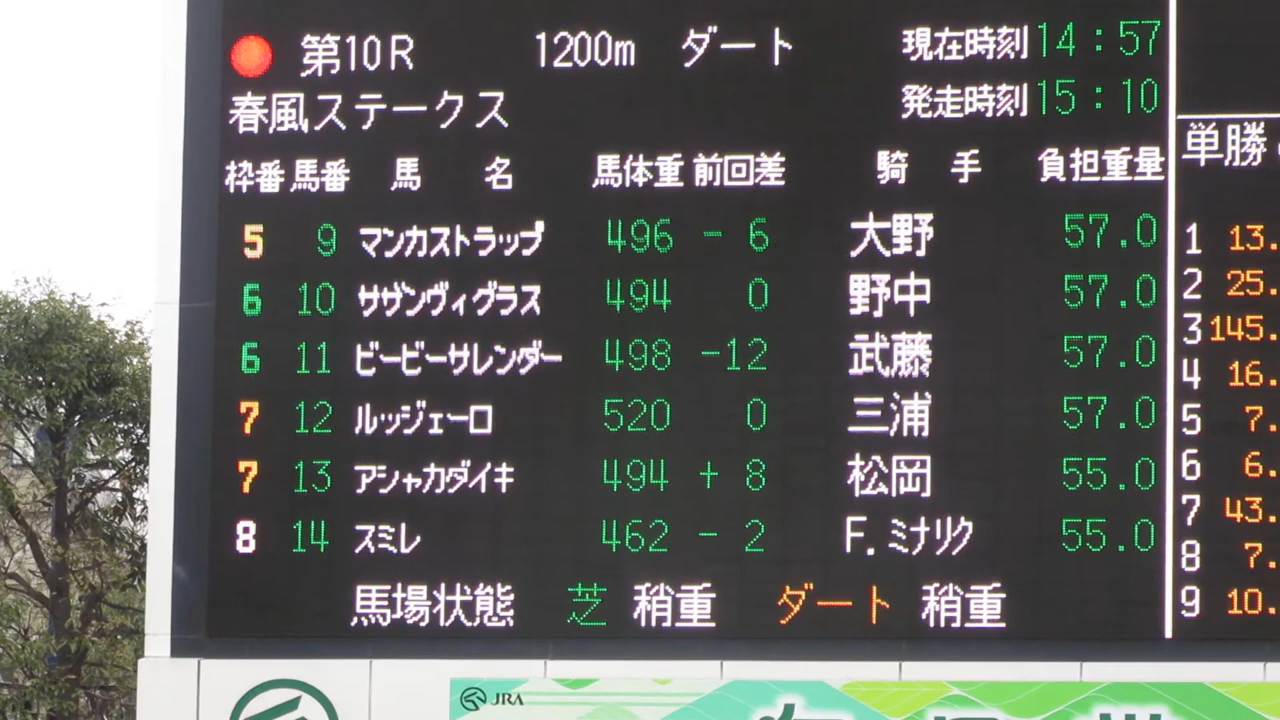 第10R 1200m ダート 現在時刻 14:57
春風ステークス 発走時刻 15:10
枠番 馬番 馬 名 馬体重 前回差 騎 手 負担重量 単勝
5 9 マンカストラップ 496 - 6 大野 57.0 1 13.
6 10 サザンヴィグラス 494 0 野中 57.0 2 25.
6 11 ビービーサレンダー 498 -12 武藤 57.0 3 145.
7 12 ルッジェーロ 520 0 三浦 57.0 4 16.
5 7.
7 13 アシャカダイキ 494 + 8 松岡 55.0 6 6.
8 14 スミレ 462 - 2 F.ミナリク 55.0 7 43.
8 7.
馬場状態 芝 稍重 ダート 稍重 9 10.
JRA